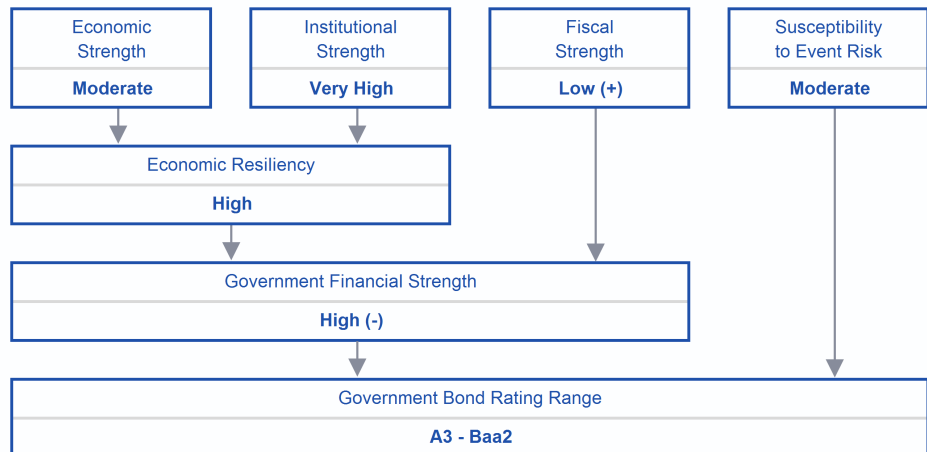 Economic
Strength
Moderate
Institutional
Strength
Very High
Fiscal
Strength
Low (+)
Susceptibility
to Event Risk
Moderate
Economic Resiliency
High
Government Financial Strength
High (-)
Government Bond Rating Range
A3 - Baa2